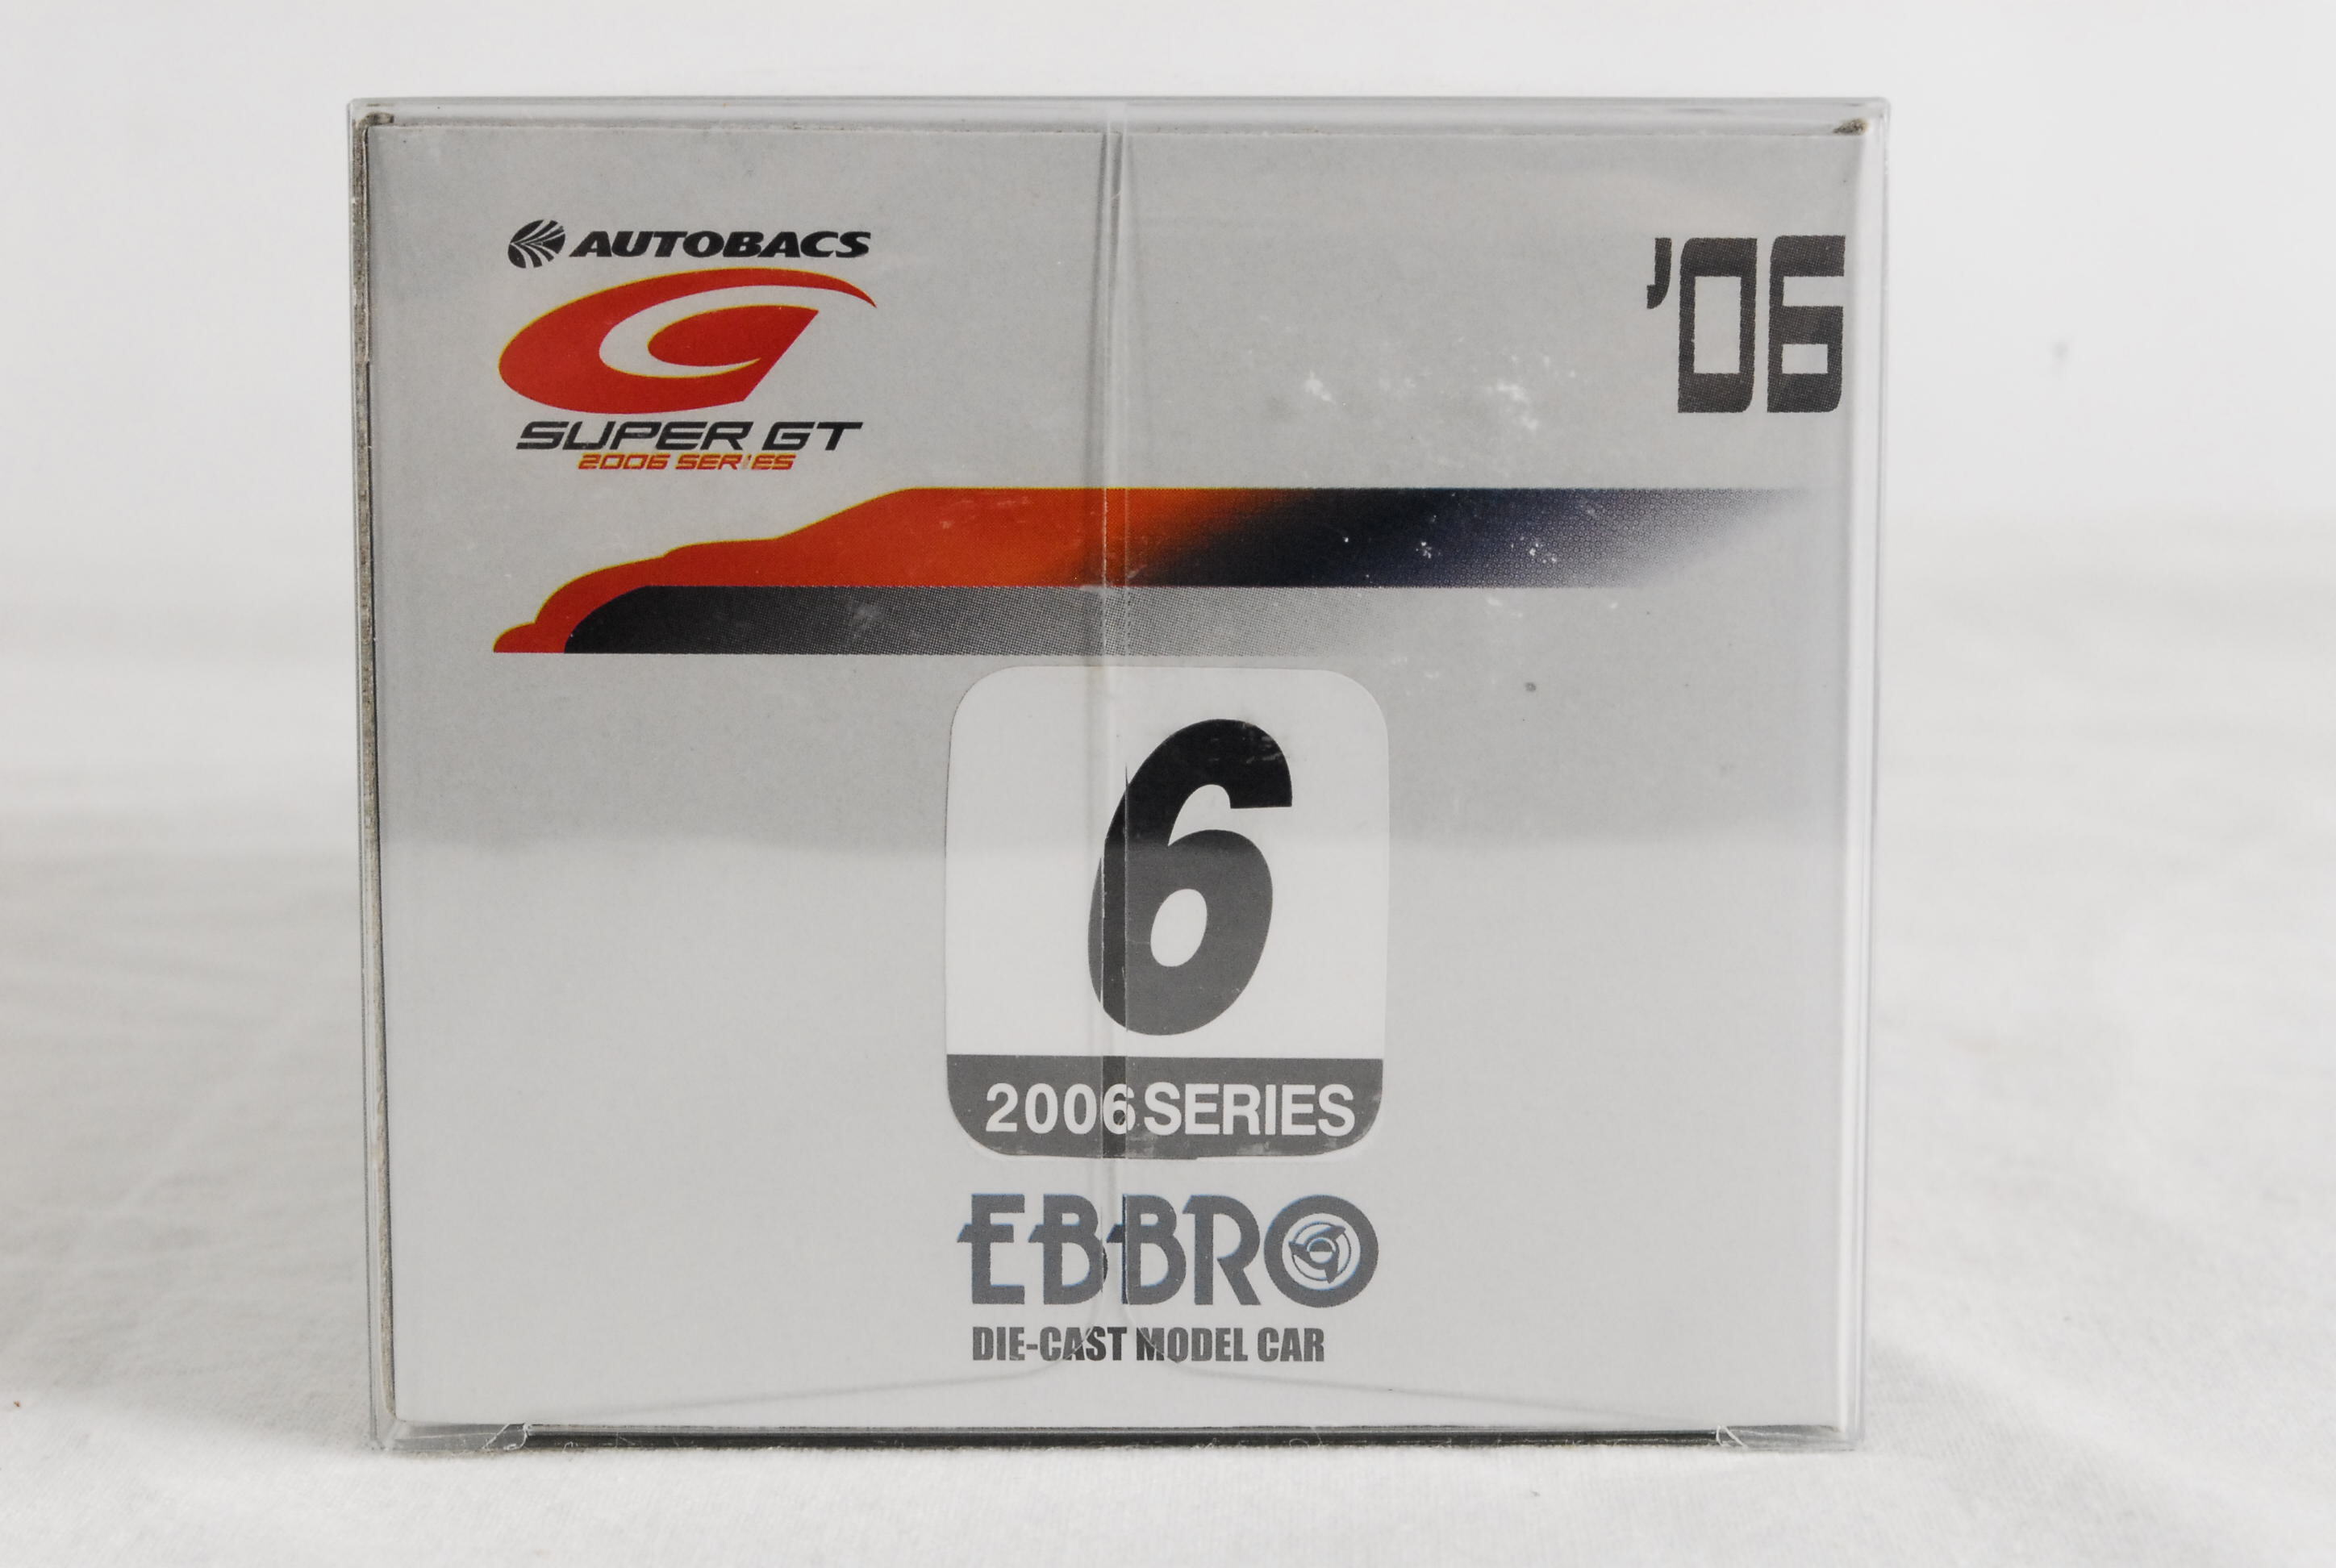 AUTOBACS
'06
SUPER GT
2006 SERIES
6
2006 SERIES
EBBRO
DIE-CAST MODEL CAR